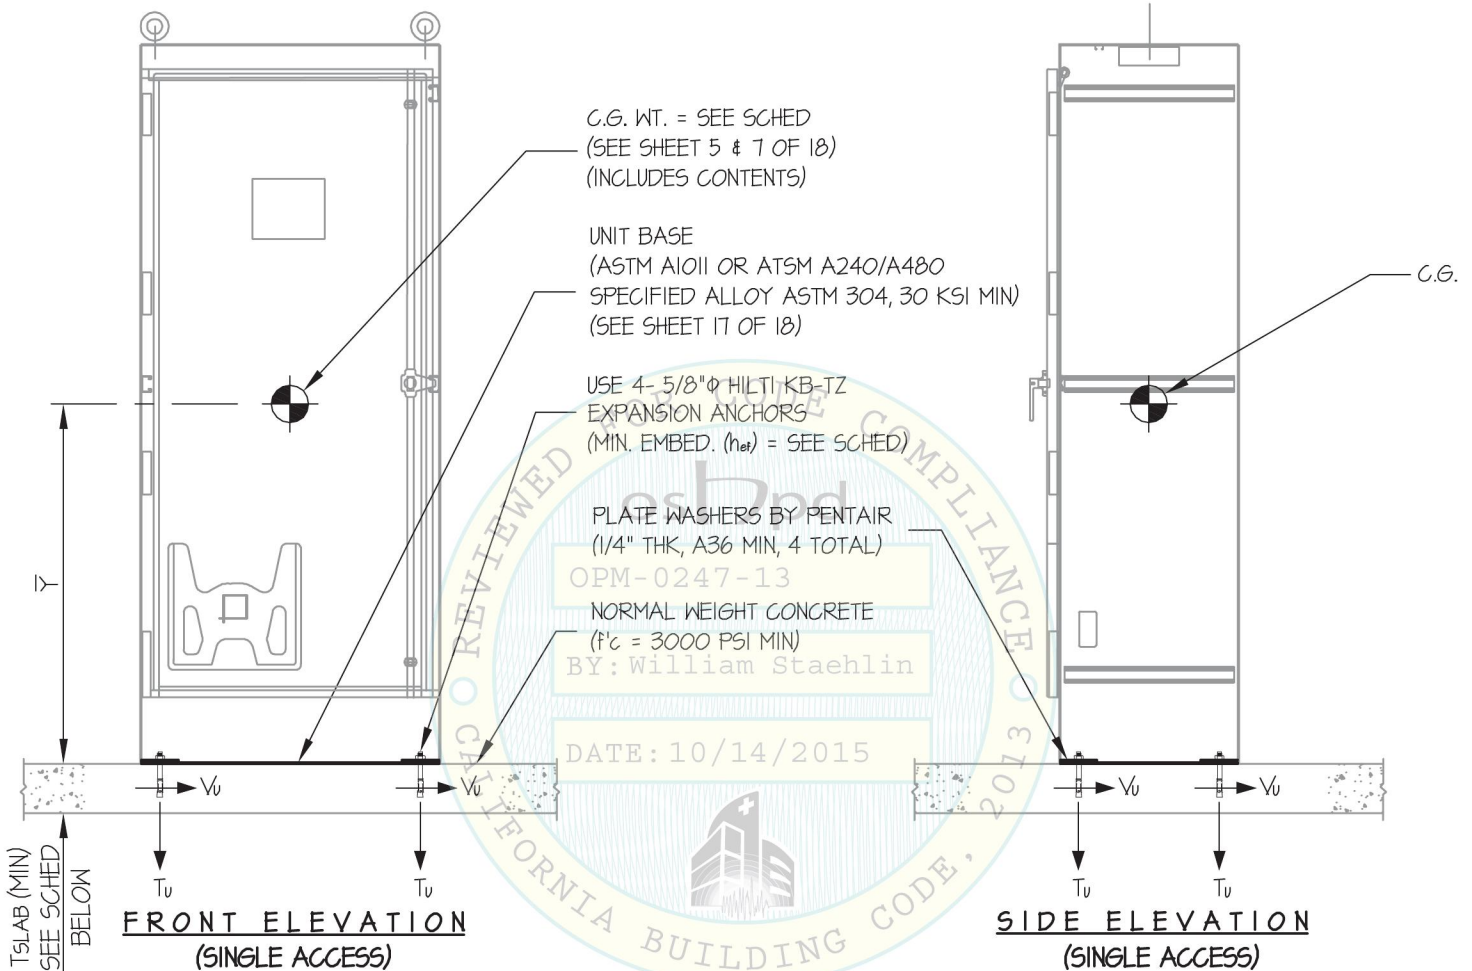 C.G. WT. = SEE SCHED
(SEE SHEET 5 & 7 OF 18)
(INCLUDES CONTENTS)
UNIT BASE
(ASTM A1011 OR ATSM A240/A480
SPECIFIED ALLOY ASTM 304, 30 KSI MIN)
(SEE SHEET 17 OF 18)
USE 4- 5/8"Φ HILTI KB-TZ
EXPANSION ANCHORS
(MIN. EMBED. (hef) = SEE SCHED)
PLATE WASHERS BY PENTAIR
(1/4" THK, A36 MIN, 4 TOTAL)
NORMAL WEIGHT CONCRETE
(f'c = 3000 PSI MIN)
C.G.
Y
TSLAB (MIN)
SEE SCHED
BELOW
Vu
Vu
Tu
Tu
FRONT ELEVATION
(SINGLE ACCESS)
Vu
Vu
Tu
Tu
SIDE ELEVATION
(SINGLE ACCESS)
REVIEWED FOR CODE COMPLIANCE
oshpd
OPM-0247-13
BY: William Staehlin
DATE: 10/14/2015
CALIFORNIA BUILDING CODE, 2013